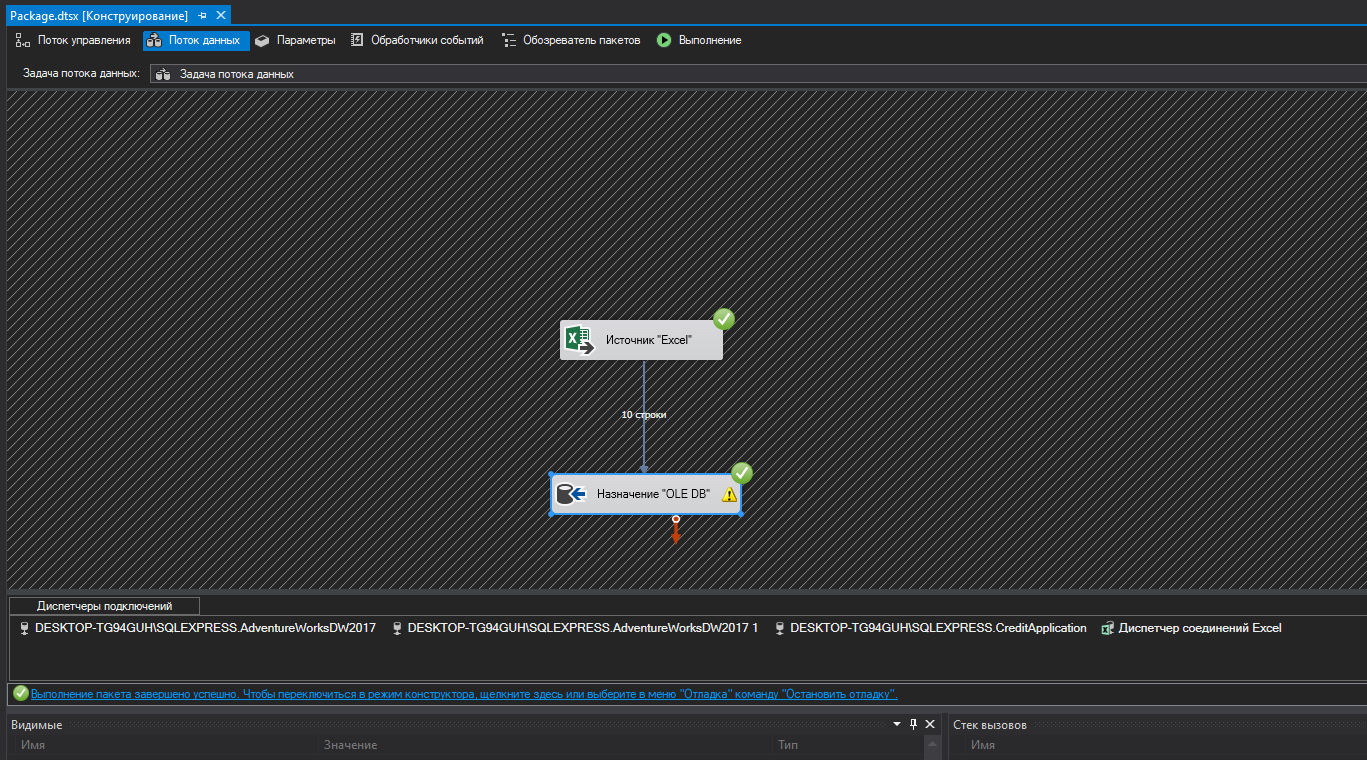 Package.dtsx [Конструирование]
Поток управления Поток данных Параметры Обработчики событий Обозреватель пакетов Выполнение
Задача потока данных: Задача потока данных
Источник "Excel"
10 строки
Назначение "OLE DB"
Диспетчеры подключений
DESKTOP-TG94GUH\SQLEXPRESS.AdventureWorksDW2017 DESKTOP-TG94GUH\SQLEXPRESS.AdventureWorksDW2017 1 DESKTOP-TG94GUH\SQLEXPRESS.CreditApplication Диспетчер соединений Excel
Выполнение пакета завершено успешно. Чтобы переключиться в режим конструктора, щелкните здесь или выберите в меню "Отладка" команду "Остановить отладку".
Видимые Стек вызовов
Имя Значение Тип Имя